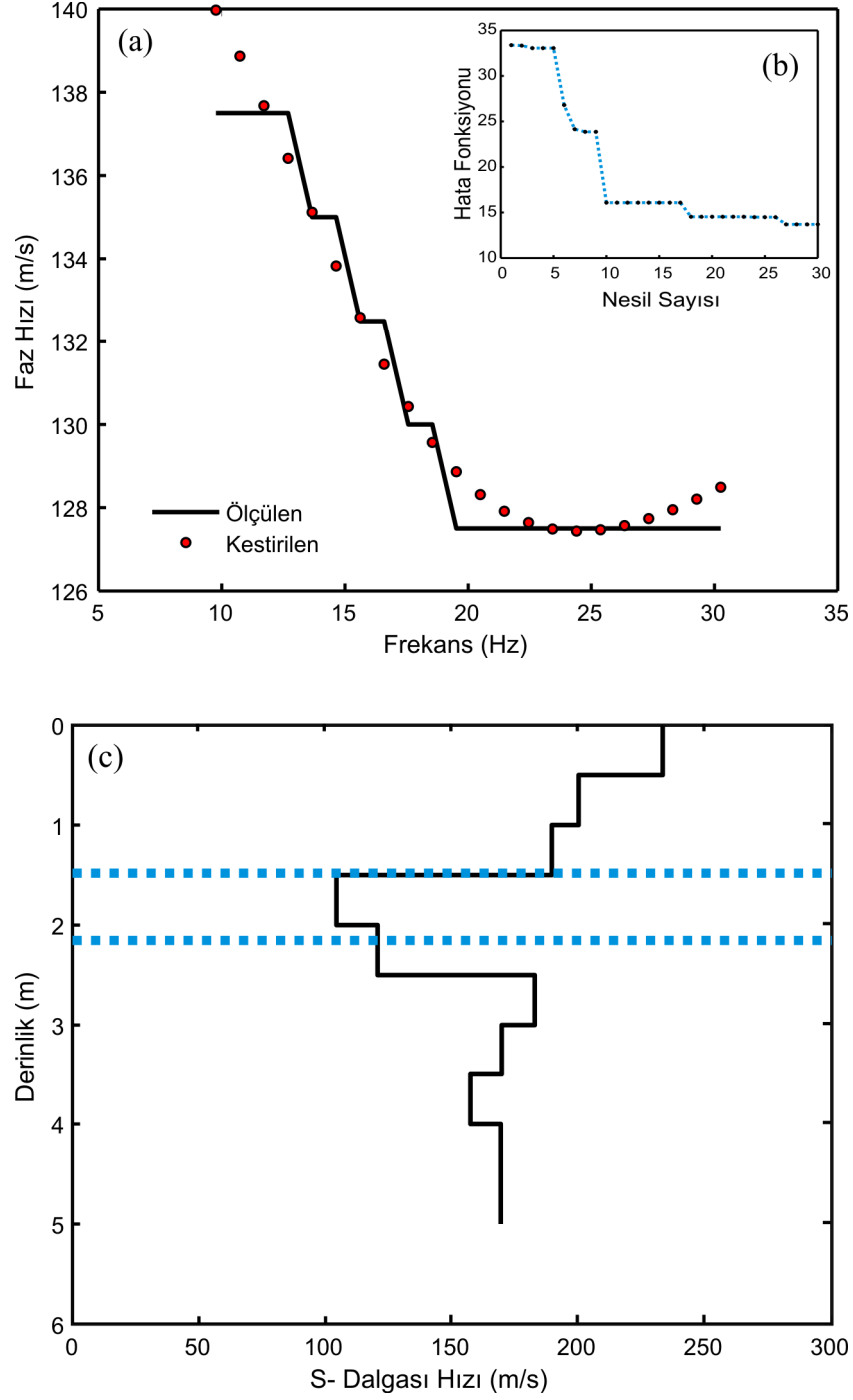 (a)
140
138
136
134
132
130
128
126
Faz Hızı (m/s)
Ölçülen
Kestirilen
5 10 15 20 25 30 35
Frekans (Hz)
(b)
35
30
25
20
15
10
Hata Fonksiyonu
0 5 10 15 20 25 30
Nesil Sayısı
(c)
0
1
2
3
4
5
6
Derinlik (m)
0 50 100 150 200 250 300
S- Dalgası Hızı (m/s)